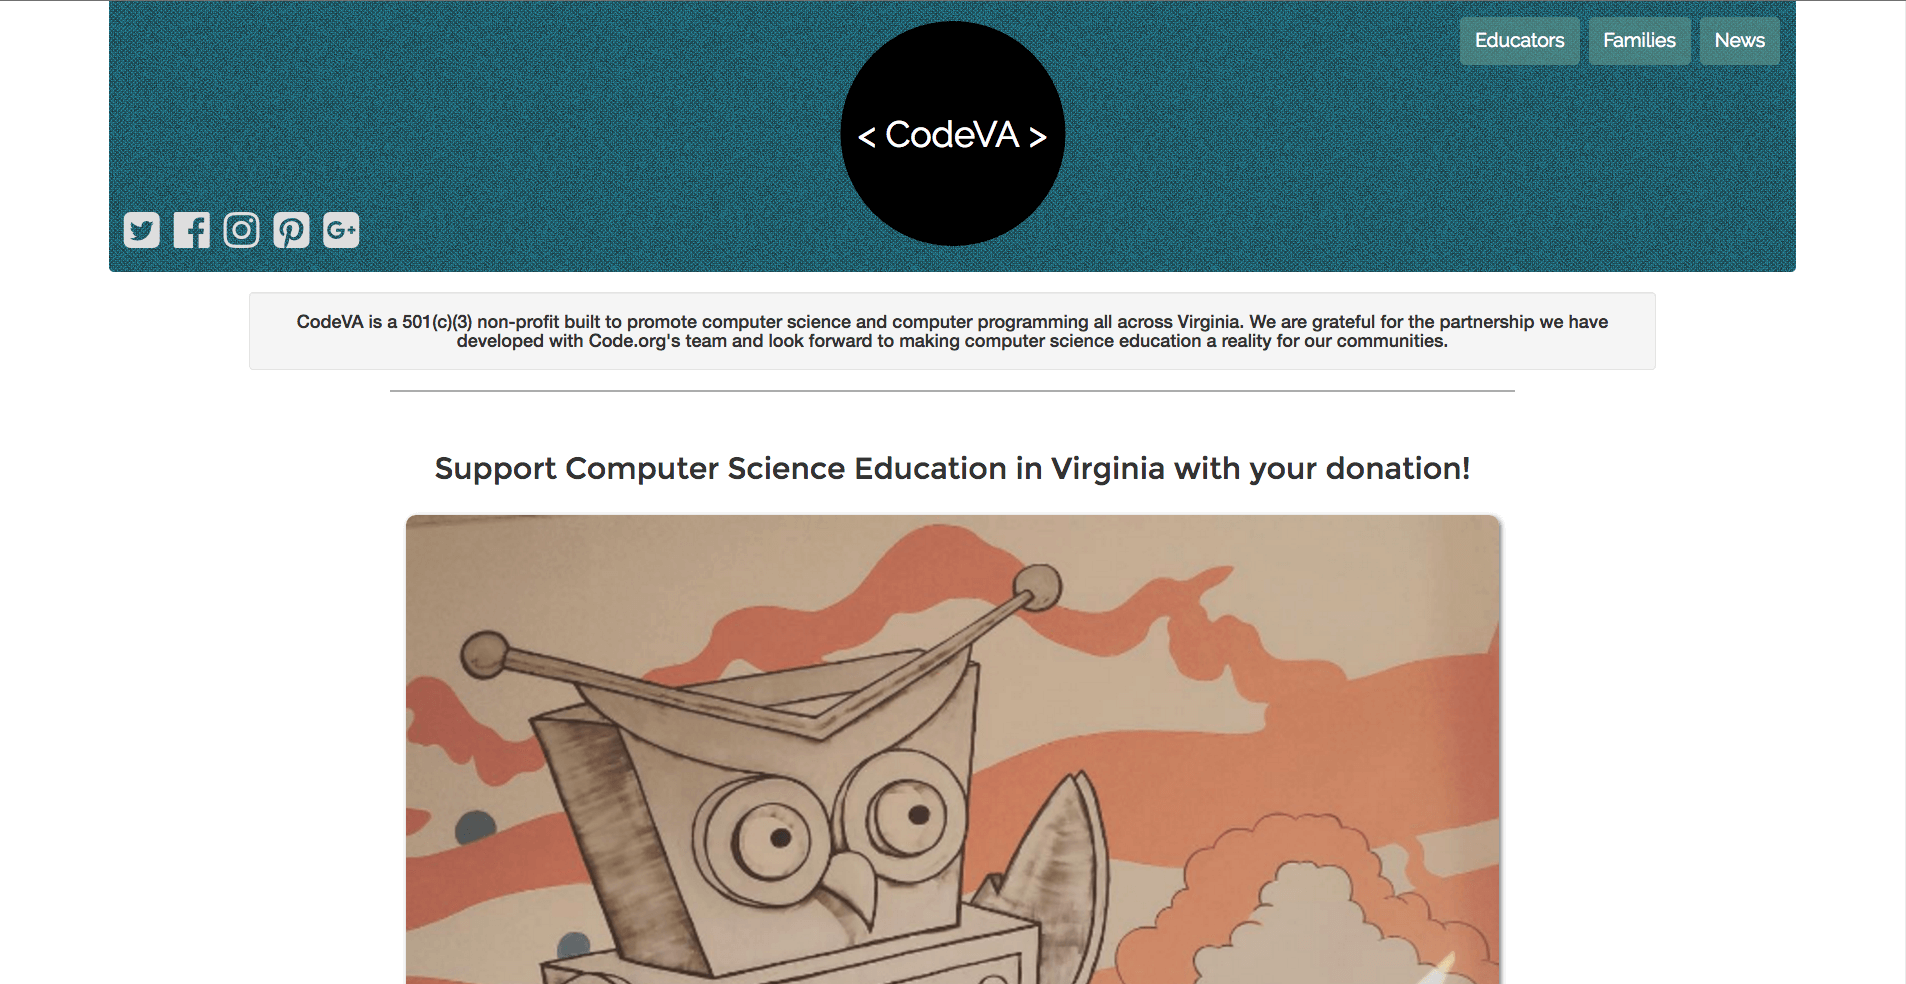 Educators Families News
< CodeVA >
CodeVA is a 501(c)(3) non-profit built to promote computer science and computer programming all across Virginia. We are grateful for the partnership we have
developed with Code.org's team and look forward to making computer science education a reality for our communities.
Support Computer Science Education in Virginia with your donation!